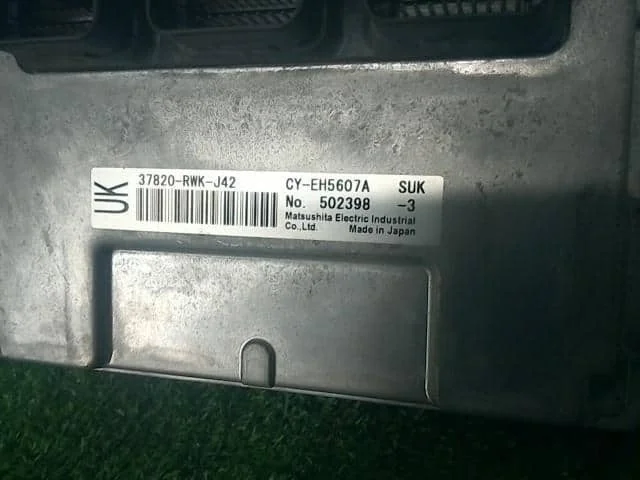 UK
37820-RWK-J42
CY-EH5607A SUK
No. 502398 -3
Matsushita Electric Industrial
Co.,Ltd. Made in Japan